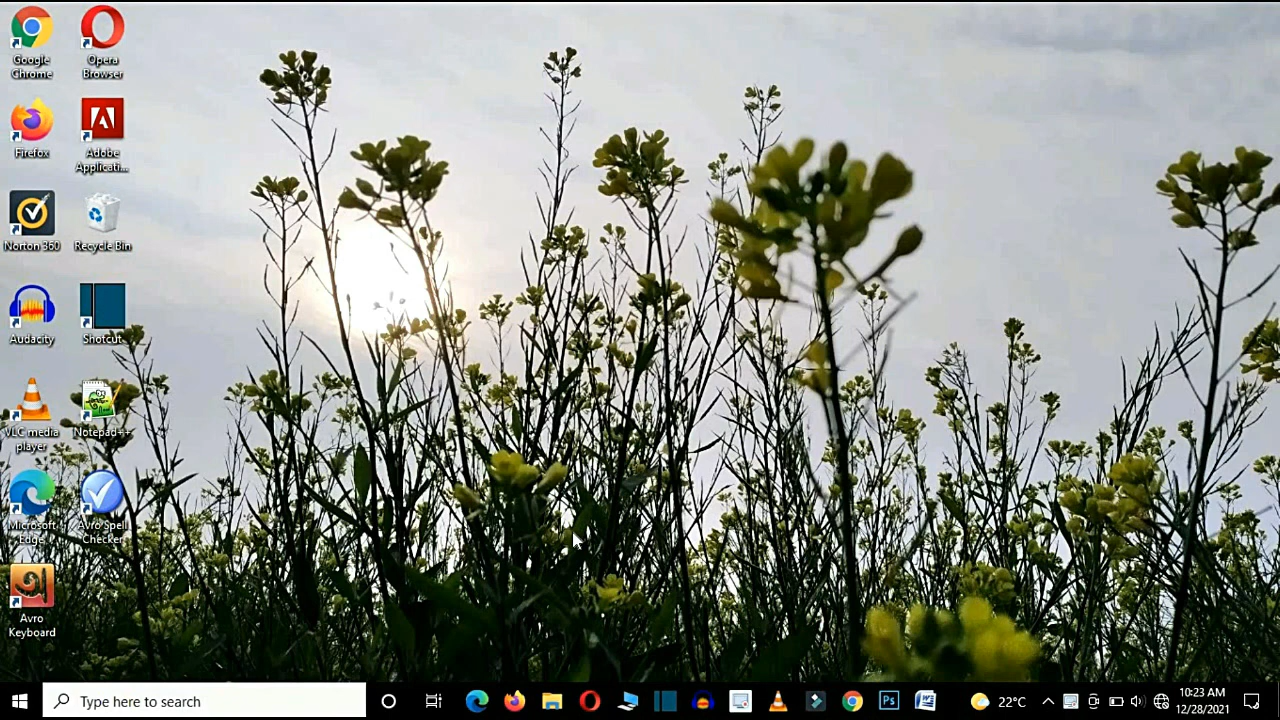 Google
Chrome
Opera
Browser
Firefox
Adobe
Applicati...
Norton 360
Recycle Bin
Audacity
Shotcut
VLC media
player
Notepad++
Microsoft
Edge
Avro Spell
Checker
Avro
Keyboard
Type here to search
Ps
22°C
10:23 AM
12/28/2021